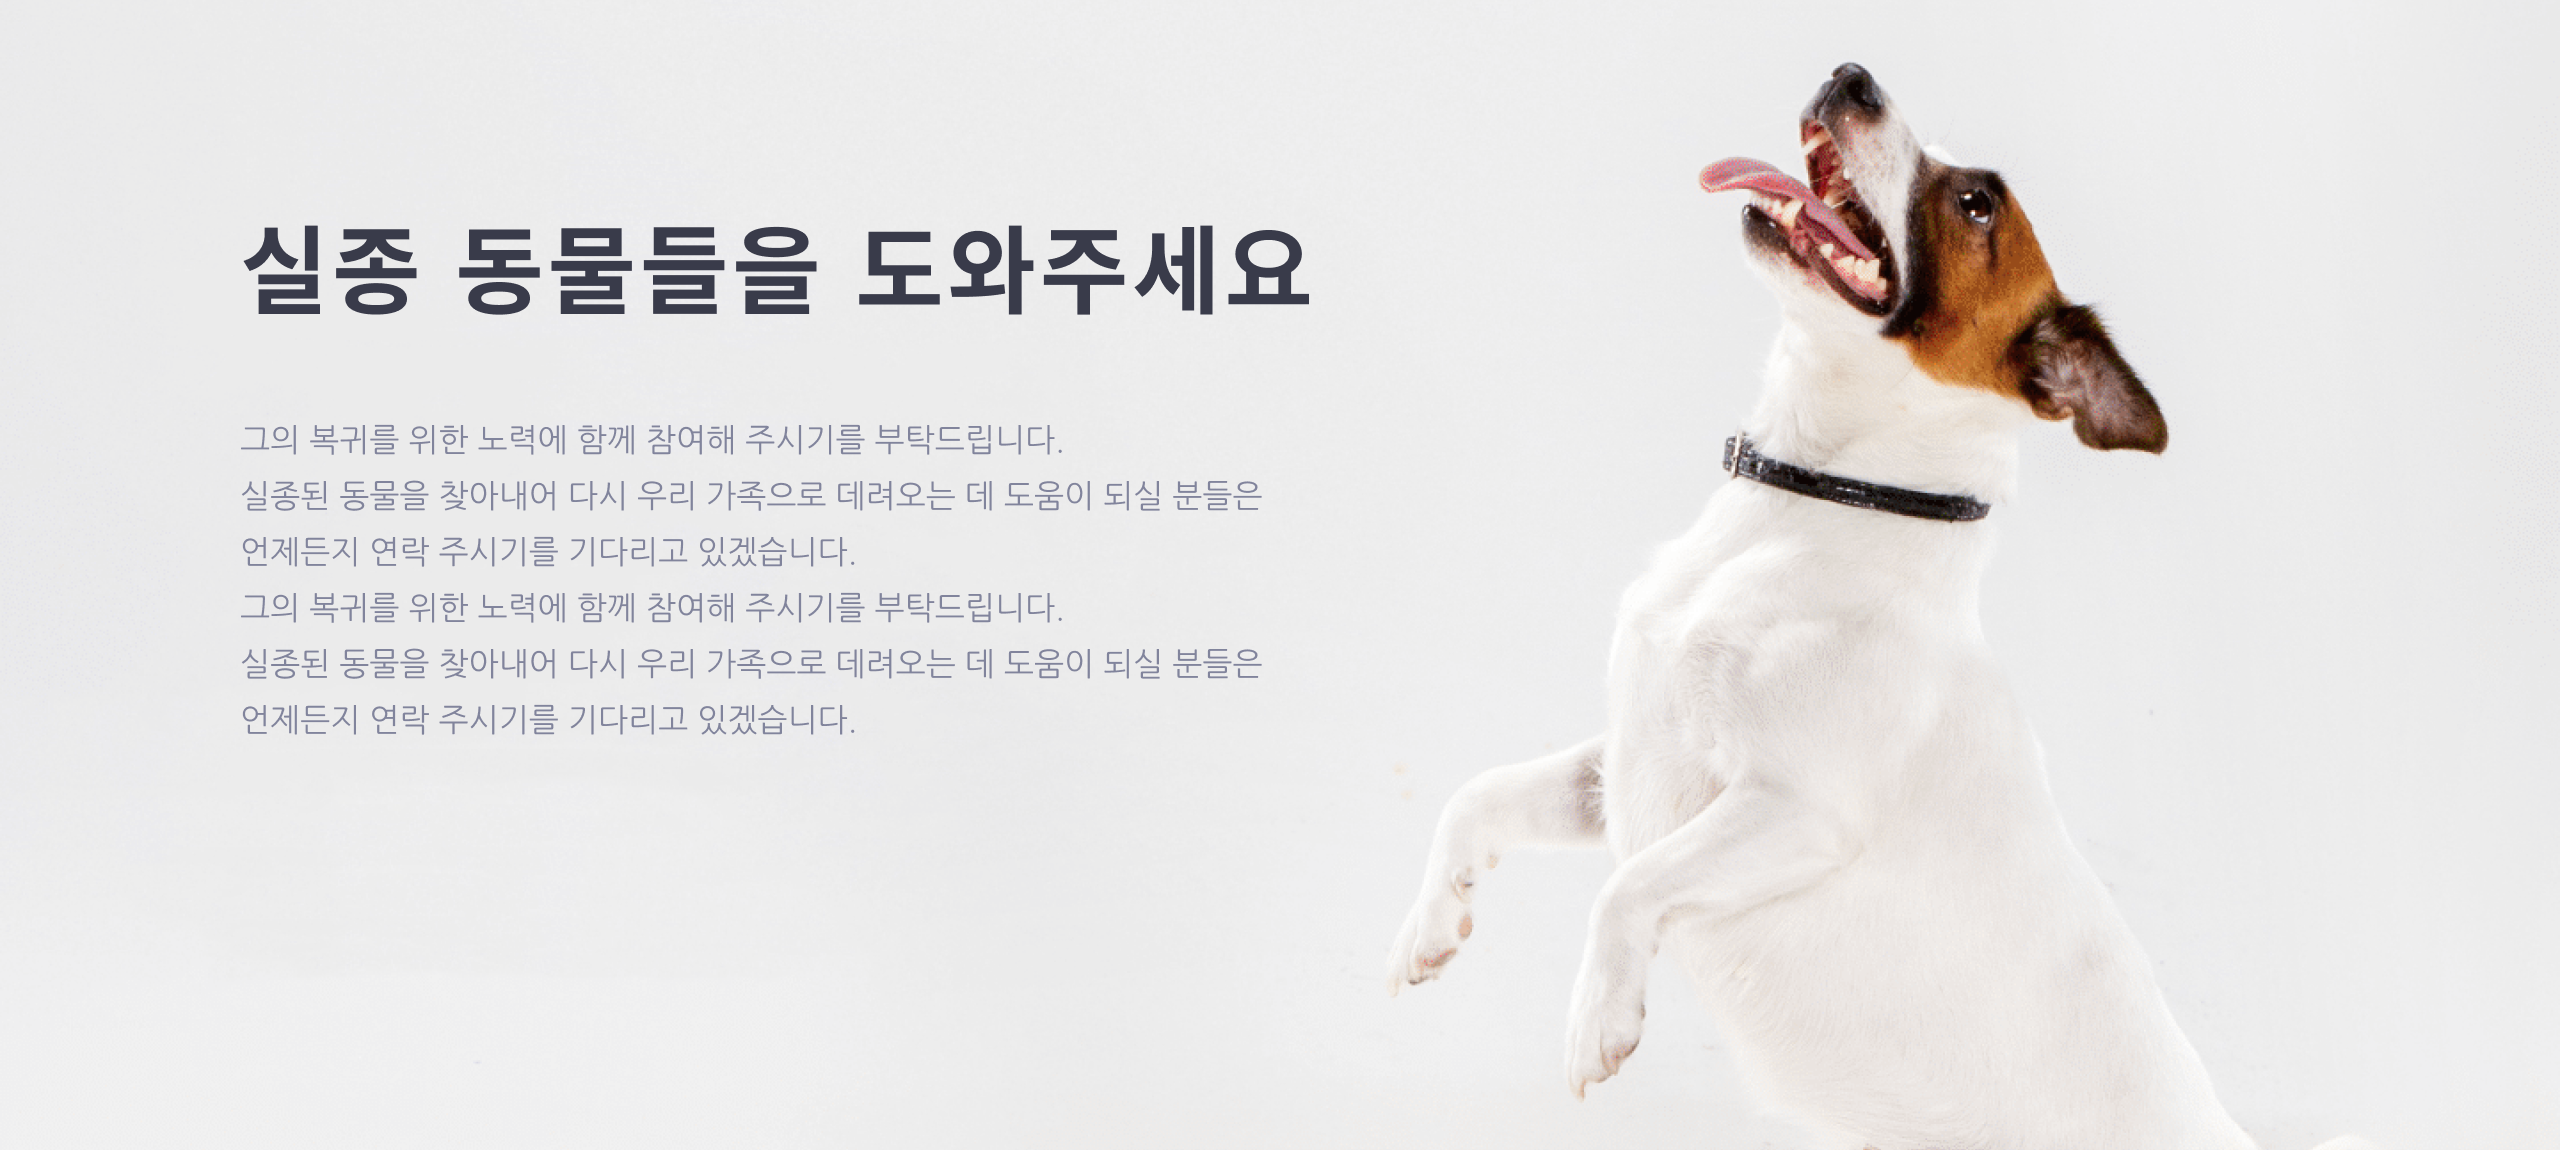 실종 동물들을 도와주세요
그의 복귀를 위한 노력에 함께 참여해 주시기를 부탁드립니다.
실종된 동물을 찾아내어 다시 우리 가족으로 데려오는 데 도움이 되실 분들은
언제든지 연락 주시기를 기다리고 있겠습니다.
그의 복귀를 위한 노력에 함께 참여해 주시기를 부탁드립니다.
실종된 동물을 찾아내어 다시 우리 가족으로 데려오는 데 도움이 되실 분들은
언제든지 연락 주시기를 기다리고 있겠습니다.